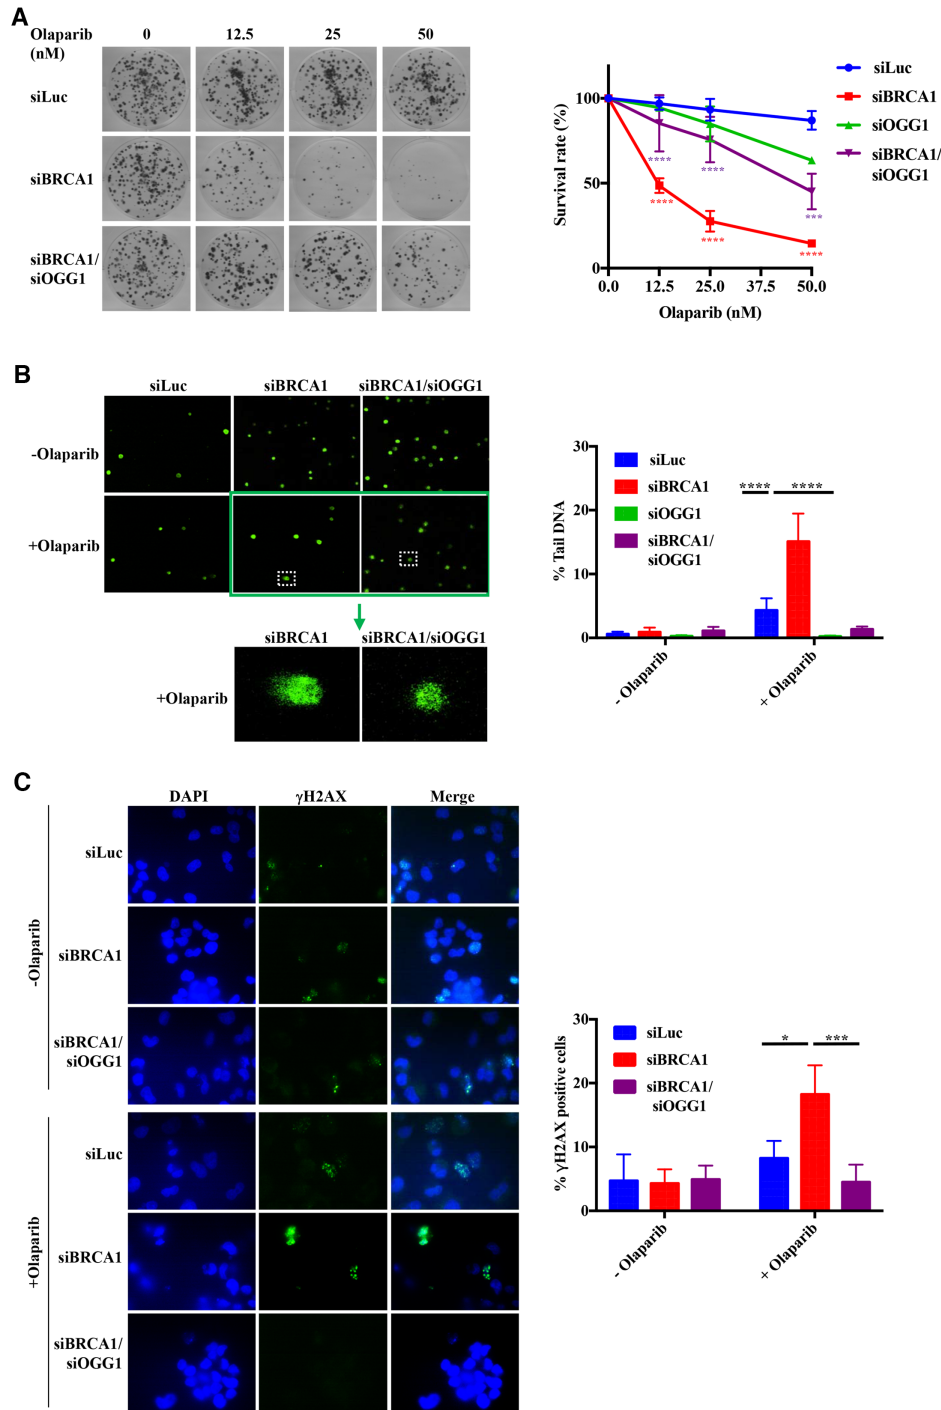 A
Olaparib
(nM)
0 12.5 25 50
siLuc
siBRCA1
siBRCA1/
siOGG1
Survival rate (%)
100
50
0
0.0 12.5 25.0 37.5 50.0
Olaparib (nM)
****
****
***
****
****
****
siLuc
siBRCA1
siOGG1
siBRCA1/
siOGG1
B
siLuc siBRCA1 siBRCA1/siOGG1
-Olaparib
+Olaparib
siBRCA1 siBRCA1/siOGG1
+Olaparib
% Tail DNA
30
20
10
0
siLuc
siBRCA1
siOGG1
siBRCA1/
siOGG1
**** ****
- Olaparib
+ Olaparib
C
DAPI γH2AX Merge
-Olaparib
siLuc
siBRCA1
siBRCA1/
siOGG1
+Olaparib
siLuc
siBRCA1
siBRCA1/
siOGG1
% γH2AX positive cells
30
20
10
0
siLuc
siBRCA1
siBRCA1/
siOGG1
* ***
- Olaparib
+ Olaparib